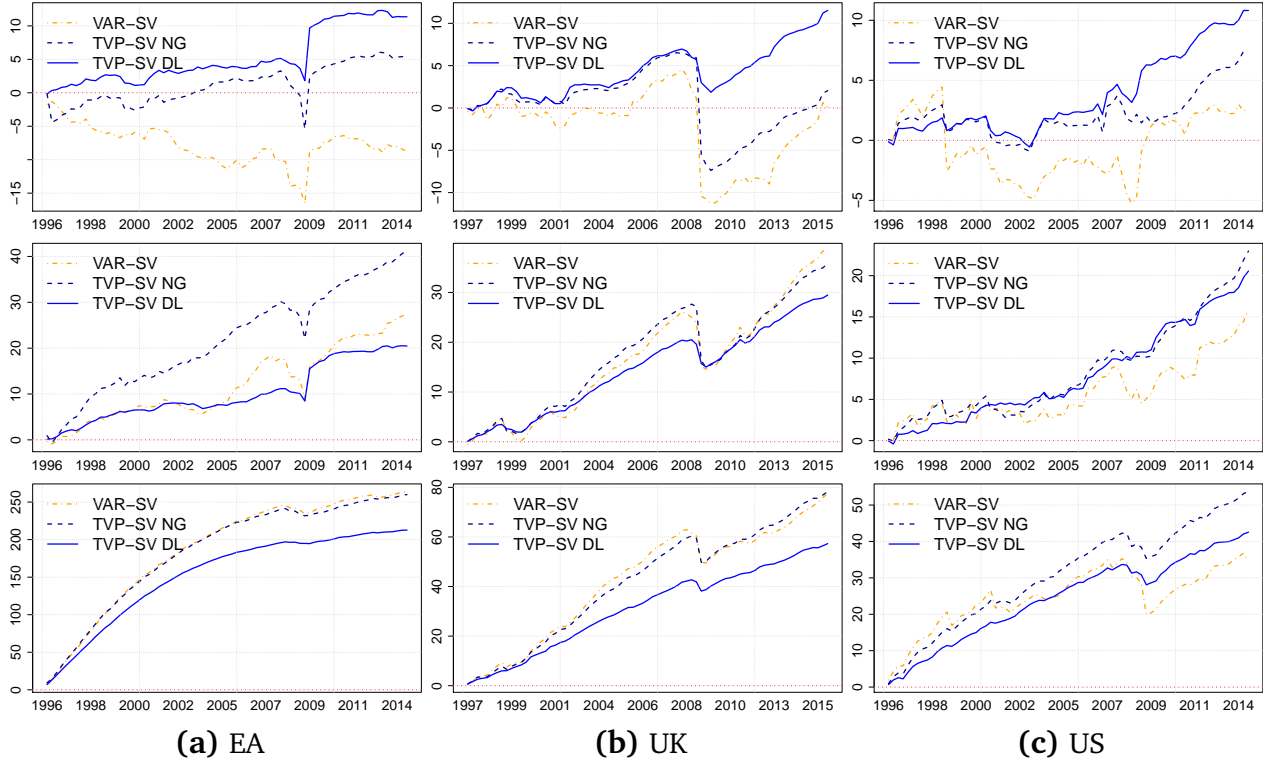 VAR−SV
TVP−SV NG
TVP−SV DL
−15 −5 0 5 10
1996 1998 2000 2002 2005 2007 2009 2011 2014
VAR−SV
TVP−SV NG
TVP−SV DL
−10 −5 0 5 10
1997 1999 2001 2004 2006 2008 2010 2013 2015
VAR−SV
TVP−SV NG
TVP−SV DL
−5 0 5 10
1996 1998 2000 2002 2005 2007 2009 2011 2014
VAR−SV
TVP−SV NG
TVP−SV DL
0 10 20 30 40
1996 1998 2000 2002 2005 2007 2009 2011 2014
VAR−SV
TVP−SV NG
TVP−SV DL
0 10 20 30
1997 1999 2001 2004 2006 2008 2010 2013 2015
VAR−SV
TVP−SV NG
TVP−SV DL
0 5 10 15 20
1996 1998 2000 2002 2005 2007 2009 2011 2014
VAR−SV
TVP−SV NG
TVP−SV DL
0 50 100 150 200 250
1996 1998 2000 2002 2005 2007 2009 2011 2014
VAR−SV
TVP−SV NG
TVP−SV DL
0 20 40 60 80
1997 1999 2001 2004 2006 2008 2010 2013 2015
VAR−SV
TVP−SV NG
TVP−SV DL
0 10 20 30 40 50
1996 1998 2000 2002 2005 2007 2009 2011 2014
(a) EA
(b) UK
(c) US